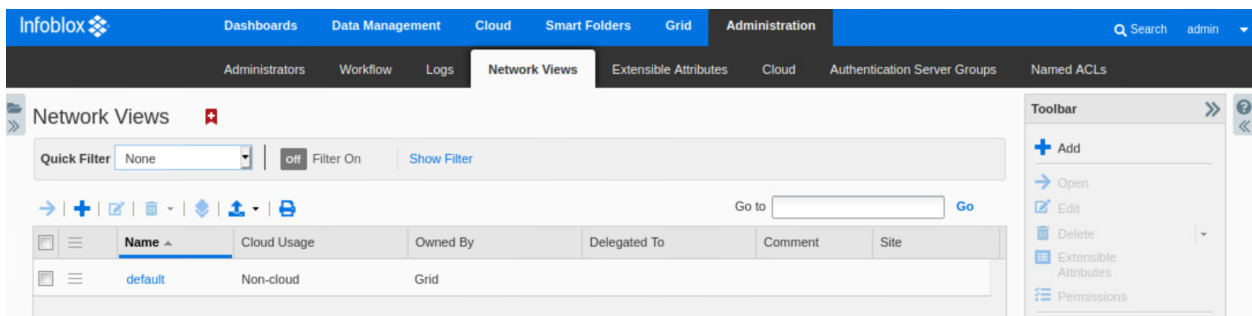 Infoblox Dashboards Data Management Cloud Smart Folders Grid Administration Search admin
Administrators Workflow Logs Network Views Extensible Attributes Cloud Authentication Server Groups Named ACLs
Network Views
Quick Filter None Off Filter On Show Filter
Go to Go
Name Cloud Usage Owned By Delegated To Comment Site
default Non-cloud Grid
Toolbar
Add
Open
Edit
Delete
Extensible
Attributes
Permissions